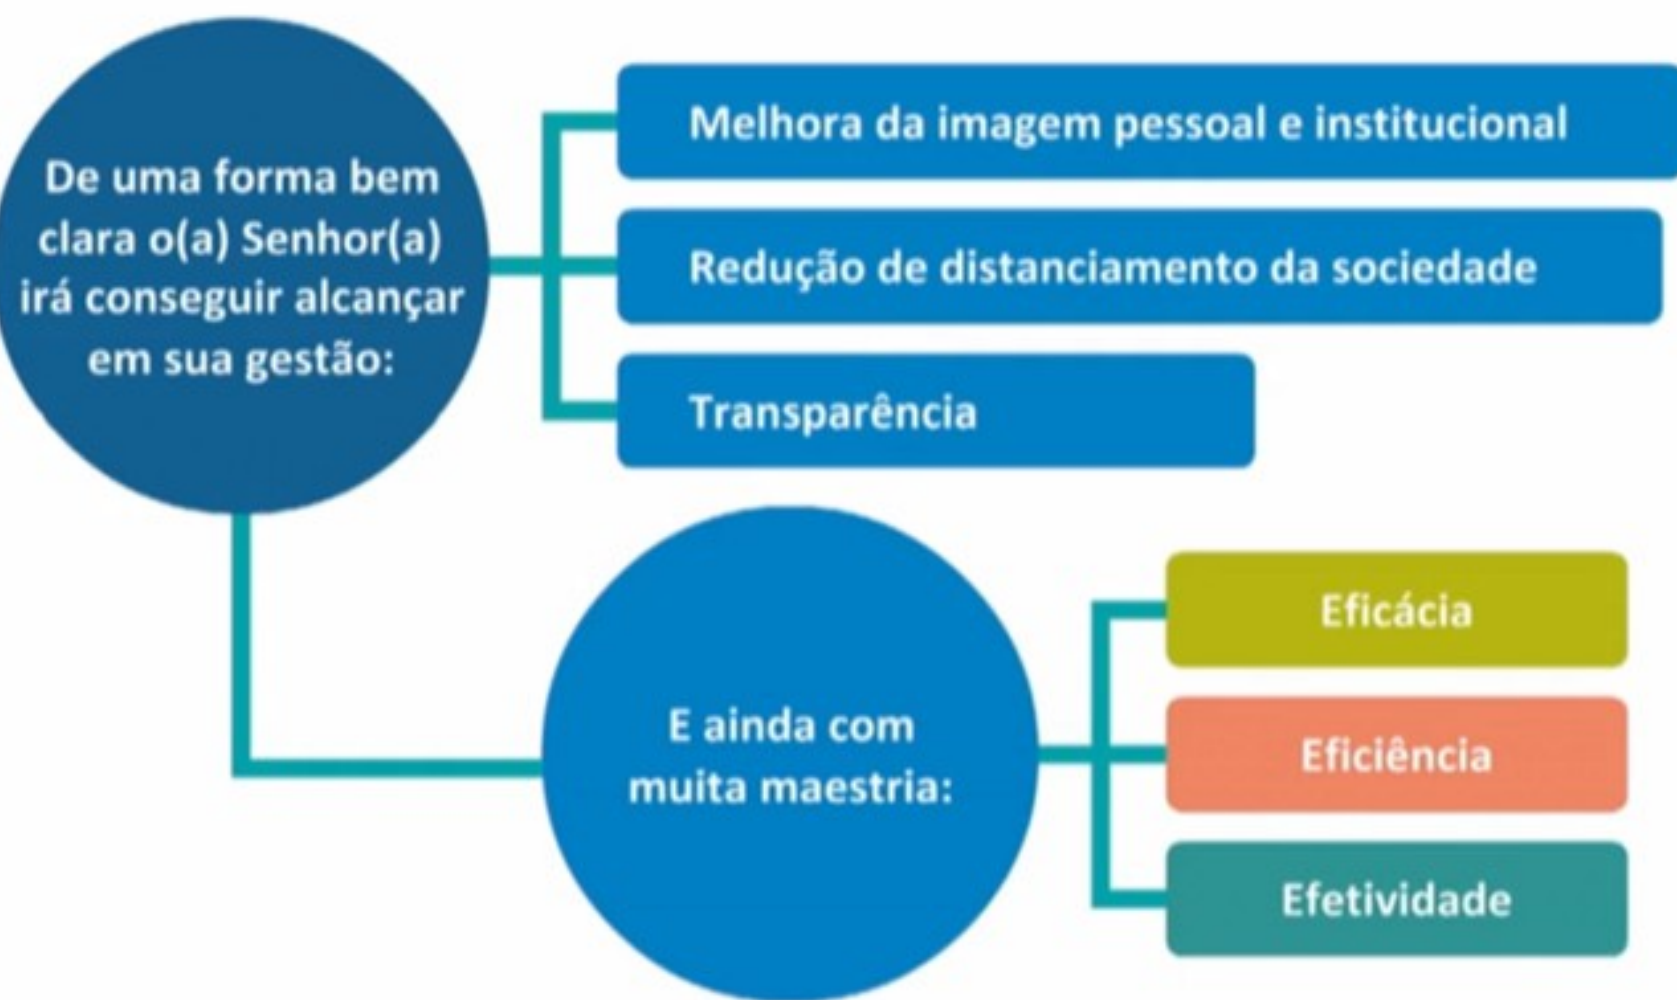 De uma forma bem
clara o(a) Senhor(a)
irá conseguir alcançar
em sua gestão:
Melhora da imagem pessoal e institucional
Redução de distanciamento da sociedade
Transparência
E ainda com
muita maestria:
Eficácia
Eficiência
Efetividade